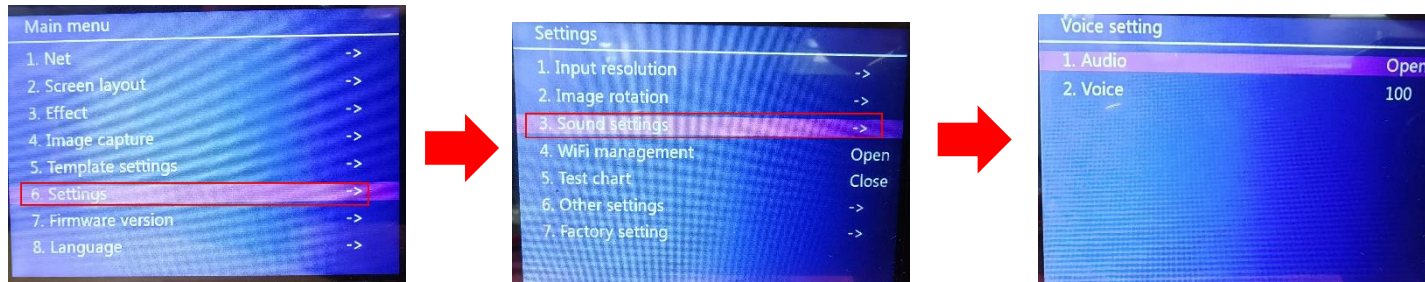 Main menu
1. Net ->
2. Screen layout ->
3. Effect ->
4. Image capture ->
5. Template settings ->
6. Settings ->
7. Firmware version ->
8. Language ->
Settings
1. Input resolution ->
2. Image rotation ->
3. Sound settings ->
4. WiFi management Open
5. Test chart Close
6. Other settings ->
7. Factory setting ->
Voice setting
1. Audio Open
2. Voice 100